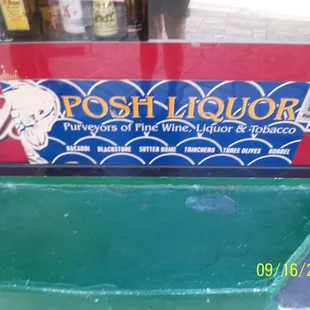 POSH LIQUOR
Purveyors of Fine Wine, Liquor & Tobacco
BACARDI BLACKSTONE SUTTER HOME TRINCHERO THREE OLIVES KORBEL
09/16/2